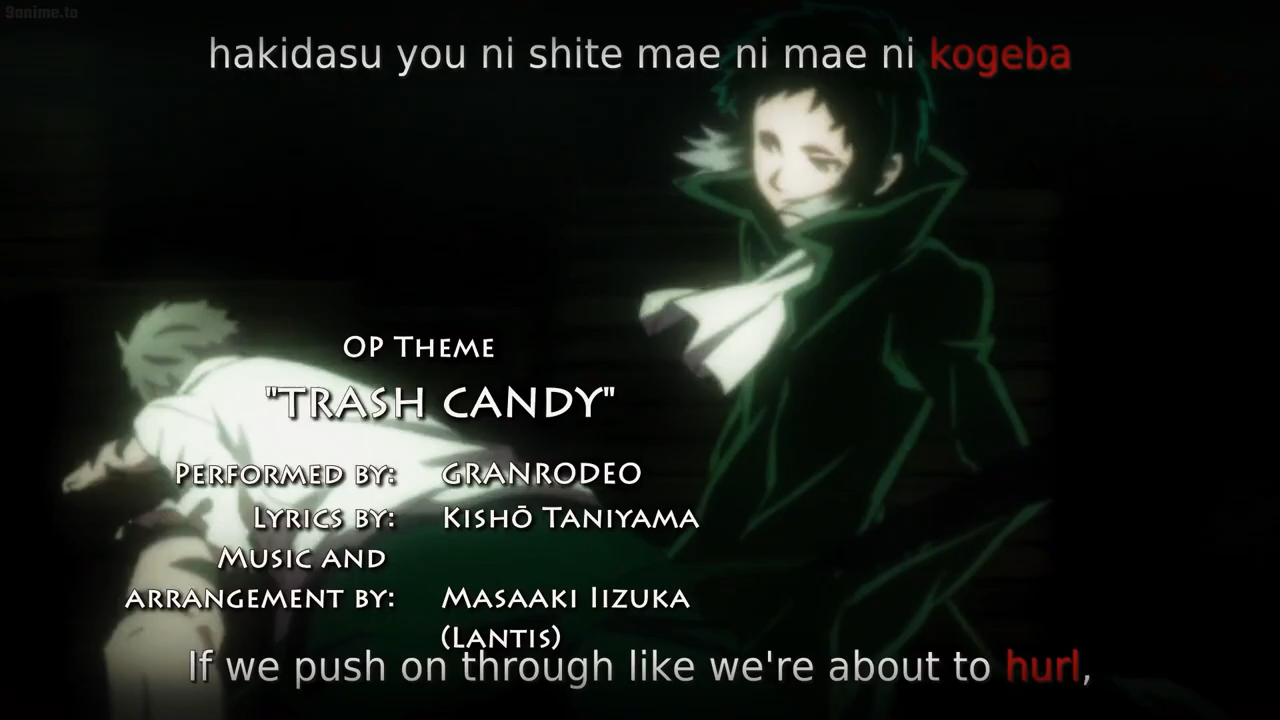 9anime.to
hakidasu you ni shite mae ni mae ni kogeba
OP Theme
"TRASH CANDY"
Performed by: GRANRODEO
Lyrics by: Kishō Taniyama
Music and
arrangement by: Masaaki Iizuka
(Lantis)
If we push on through like we're about to hurl,